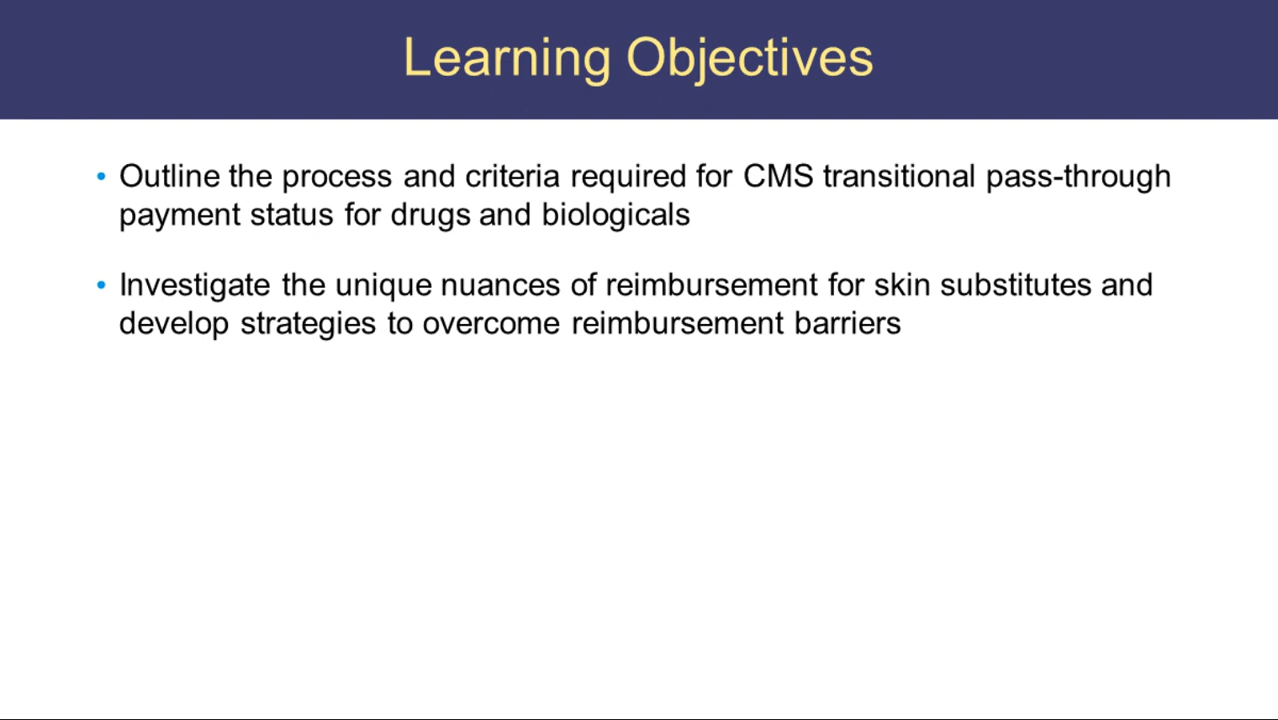 Learning Objectives
• Outline the process and criteria required for CMS transitional pass-through
payment status for drugs and biologicals
• Investigate the unique nuances of reimbursement for skin substitutes and
develop strategies to overcome reimbursement barriers